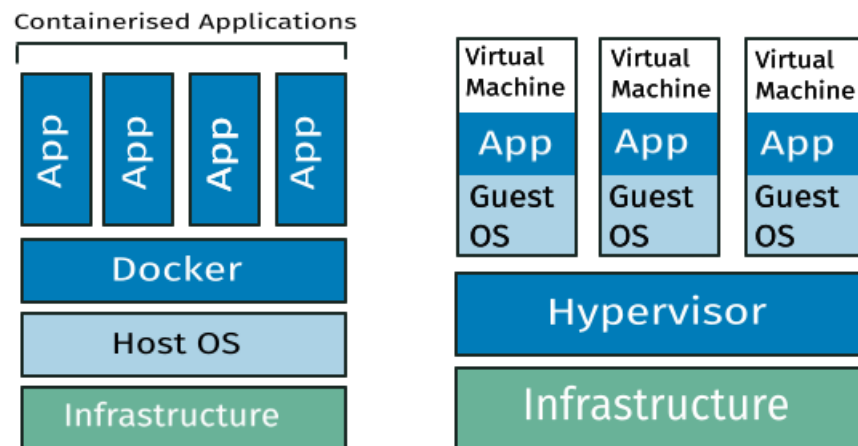 Containerised Applications
App
App
App
App
Docker
Host OS
Infrastructure
Virtual
Machine
App
Guest
OS
Virtual
Machine
App
Guest
OS
Virtual
Machine
App
Guest
OS
Hypervisor
Infrastructure